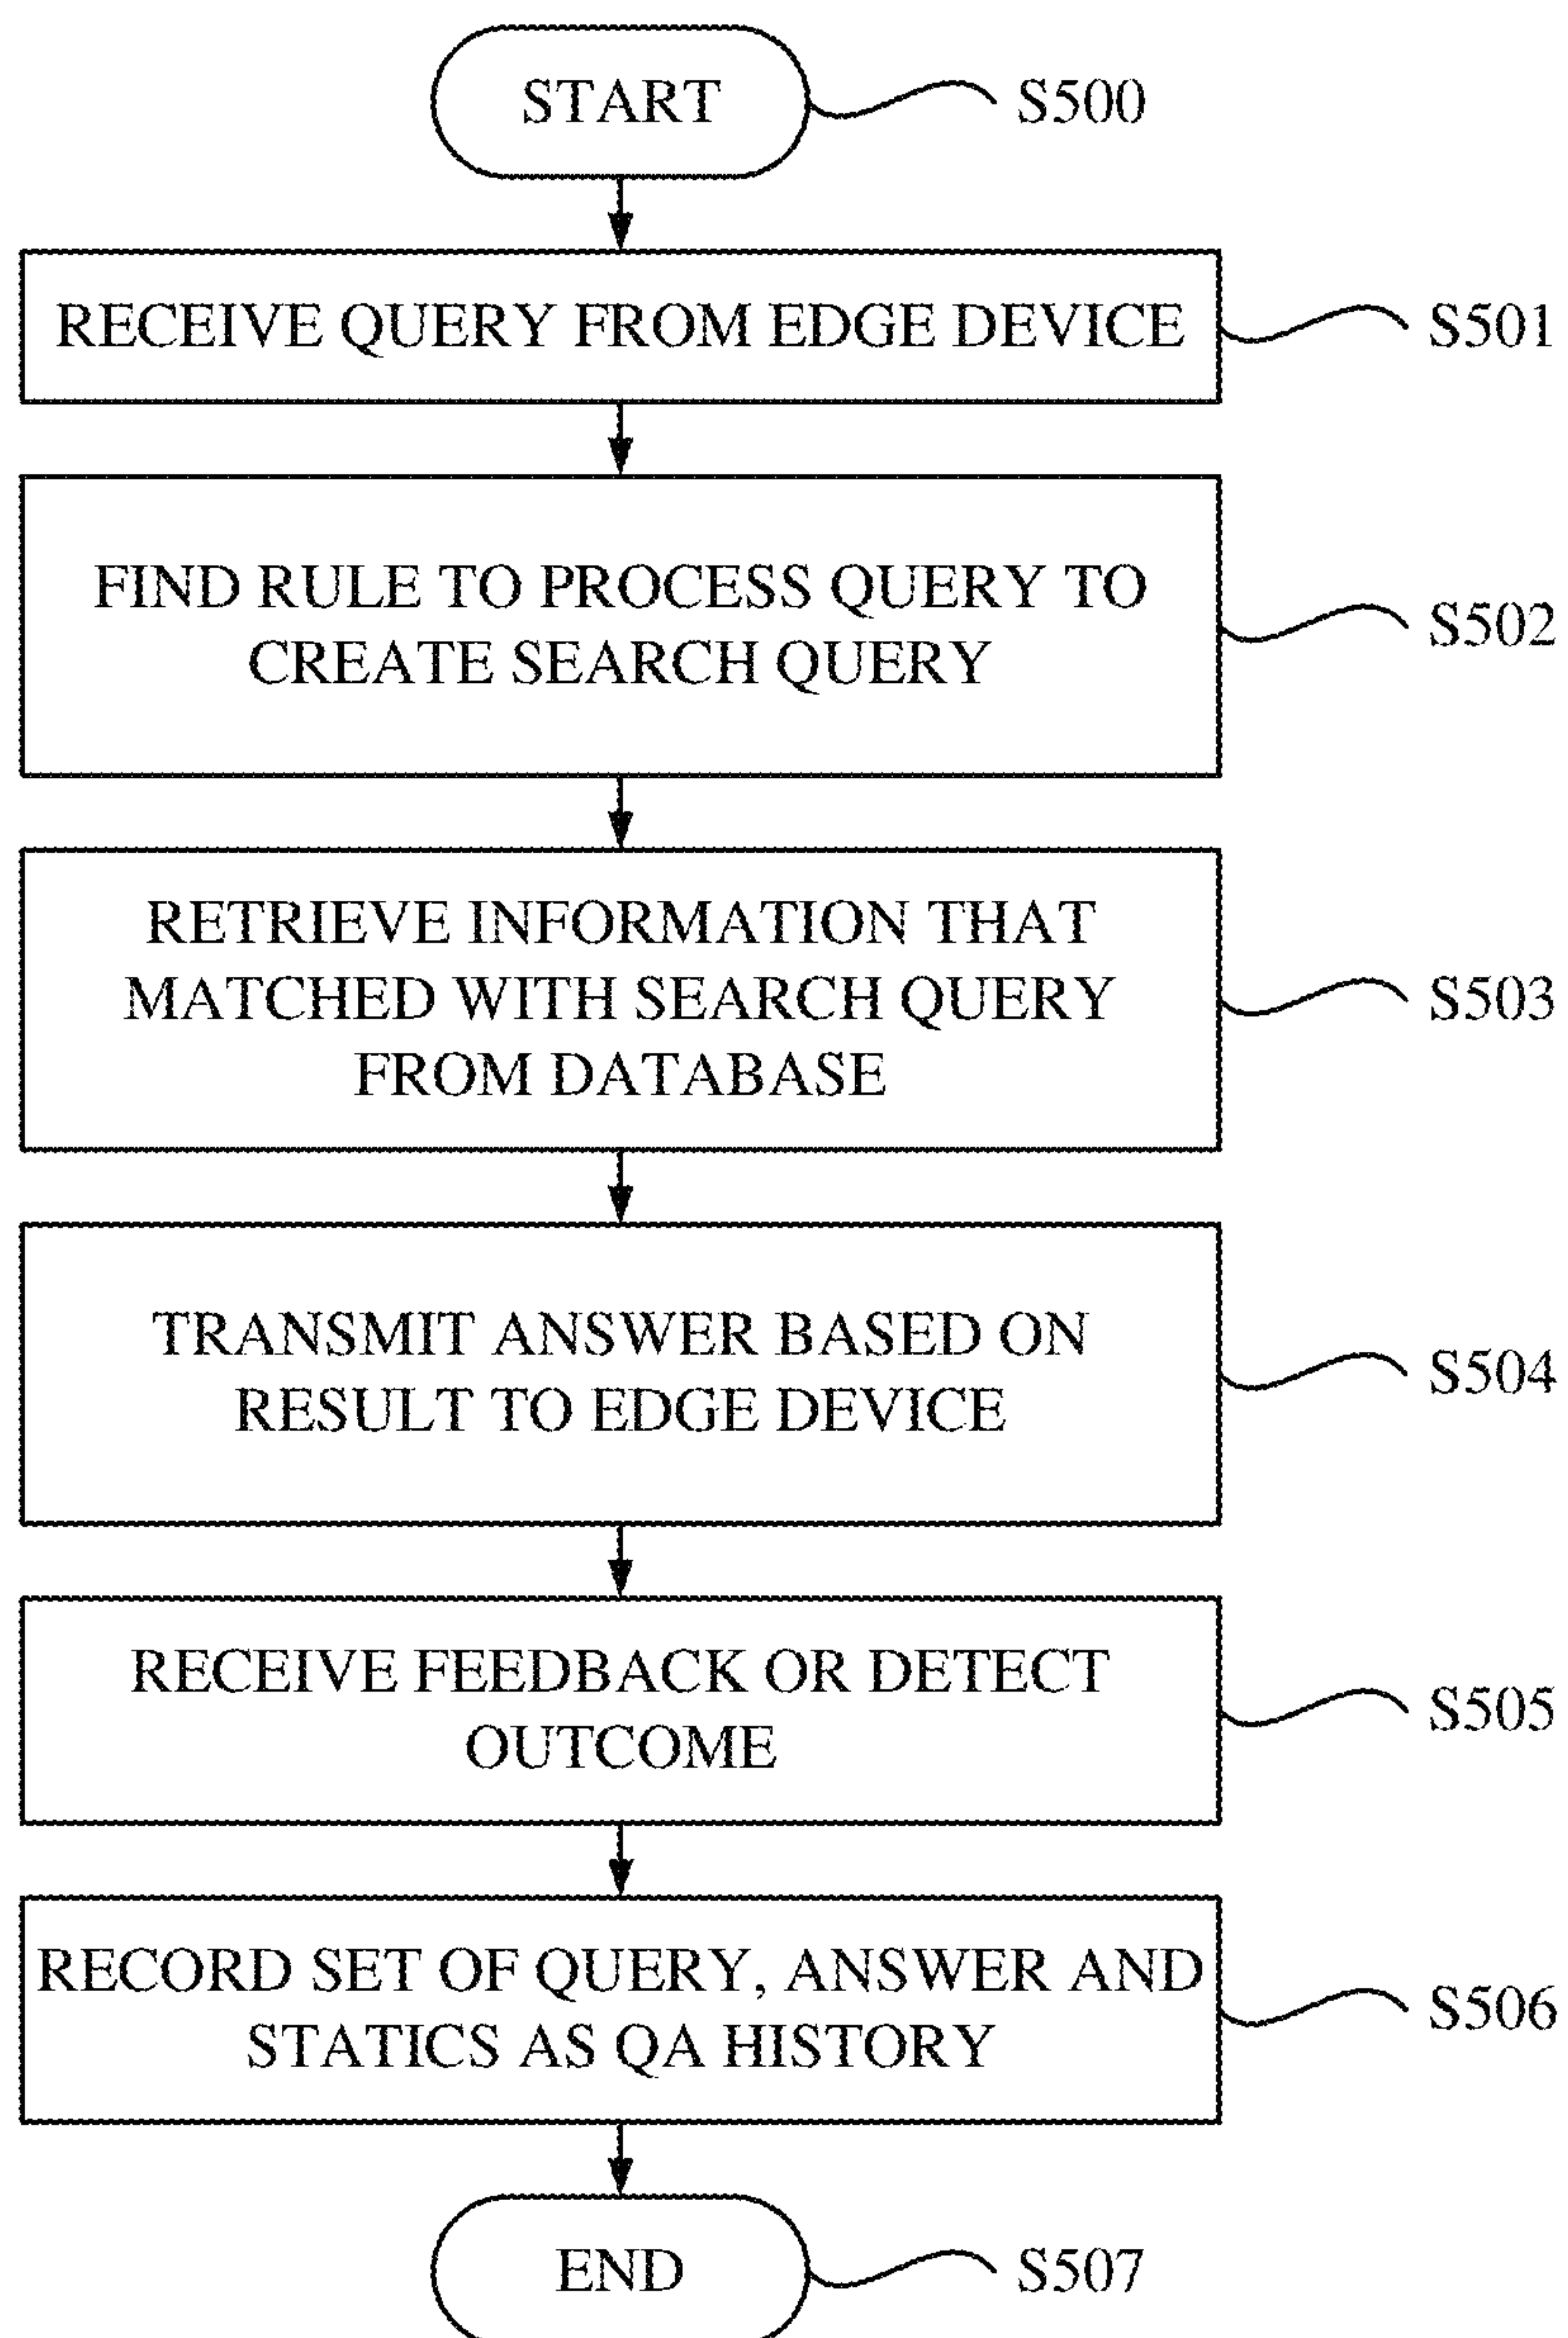 START
S500
RECEIVE QUERY FROM EDGE DEVICE
S501
FIND RULE TO PROCESS QUERY TO
CREATE SEARCH QUERY
S502
RETRIEVE INFORMATION THAT
MATCHED WITH SEARCH QUERY
FROM DATABASE
S503
TRANSMIT ANSWER BASED ON
RESULT TO EDGE DEVICE
S504
RECEIVE FEEDBACK OR DETECT
OUTCOME
S505
RECORD SET OF QUERY, ANSWER AND
STATICS AS QA HISTORY
S506
END
S507